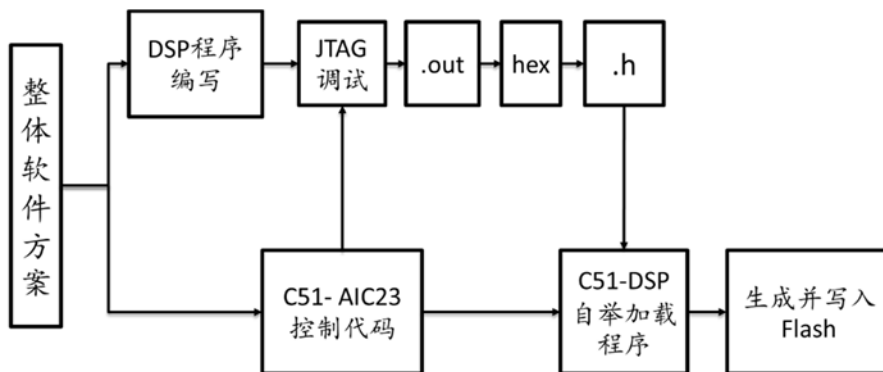 整体软件方案
DSP程序
编写
JTAG
调试
.out
hex
.h
C51- AIC23
控制代码
C51-DSP
自举加载
程序
生成并写入
Flash